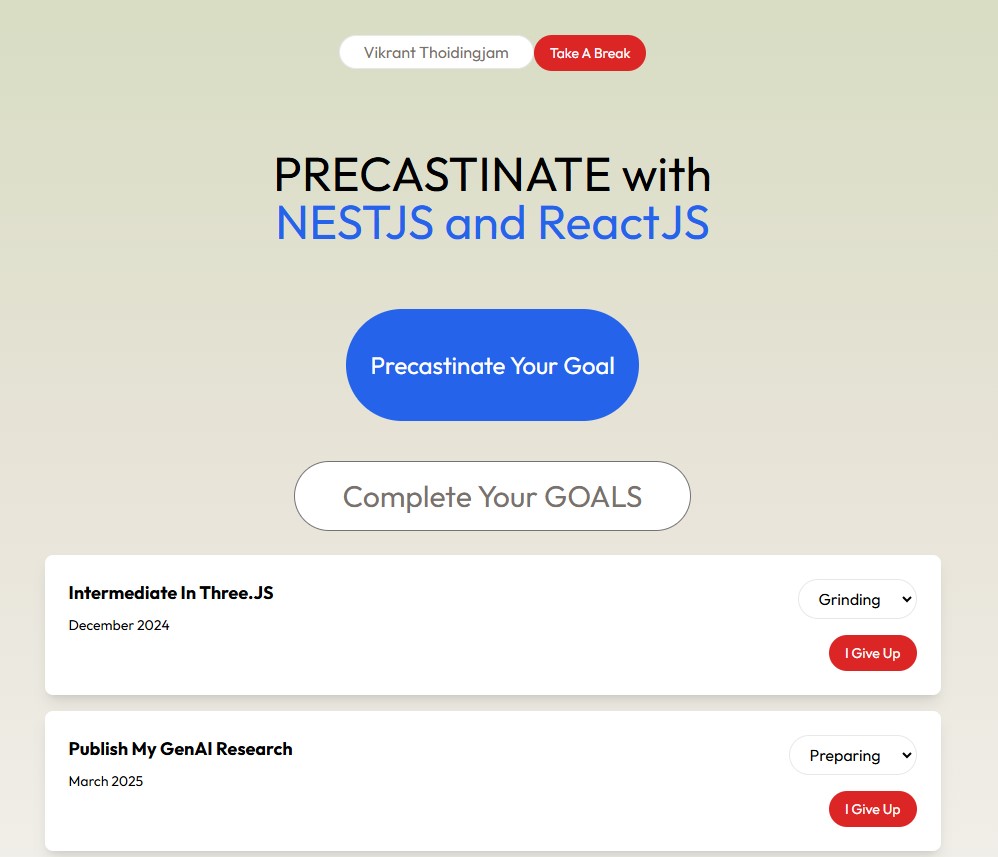 Vikrant Thoidingjam Take A Break
PRECASTINATE with
NESTJS and ReactJS
Precastinate Your Goal
Complete Your GOALS
Intermediate In Three.JS
Grinding
December 2024
I Give Up
Publish My GenAI Research
Preparing
March 2025
I Give Up